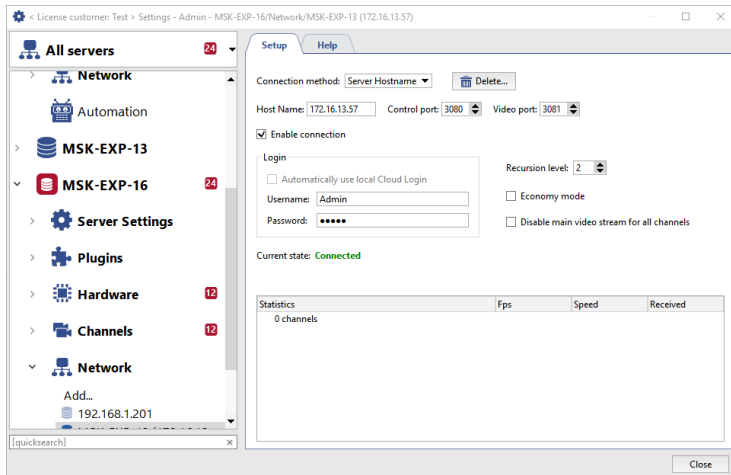 < License customer: Test > Settings - Admin - MSK-EXP-16/Network/MSK-EXP-13 (172.16.13.57)
All servers 24
Network
Automation
MSK-EXP-13
MSK-EXP-16 24
Server Settings
Plugins
Hardware 12
Channels 12
Network
Add...
192.168.1.201
[quicksearch]
Setup Help
Connection method: Server Hostname Delete...
Host Name: 172.16.13.57 Control port: 3080 Video port: 3081
Enable connection
Login
Automatically use local Cloud Login
Username: Admin
Password: •••••
Recursion level: 2
Economy mode
Disable main video stream for all channels
Current state: Connected
Statistics Fps Speed Received
0 channels
Close